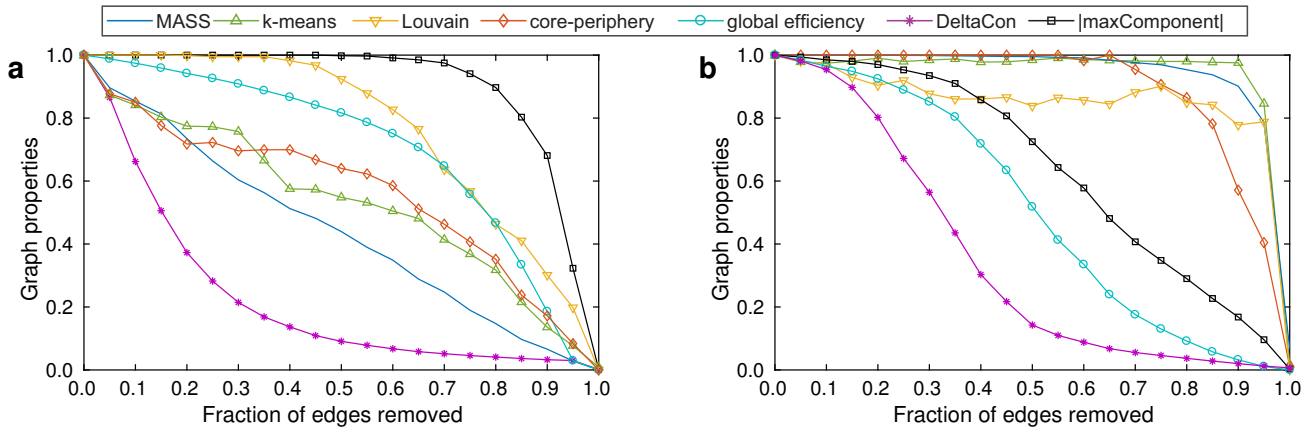 MASS k-means Louvain core-periphery global efficiency DeltaCon |maxComponent|
a
Graph properties
1.0
0.8
0.6
0.4
0.2
0.0
0.0 0.1 0.2 0.3 0.4 0.5 0.6 0.7 0.8 0.9 1.0
Fraction of edges removed
b
Graph properties
1.0
0.8
0.6
0.4
0.2
0.0
0.0 0.1 0.2 0.3 0.4 0.5 0.6 0.7 0.8 0.9 1.0
Fraction of edges removed